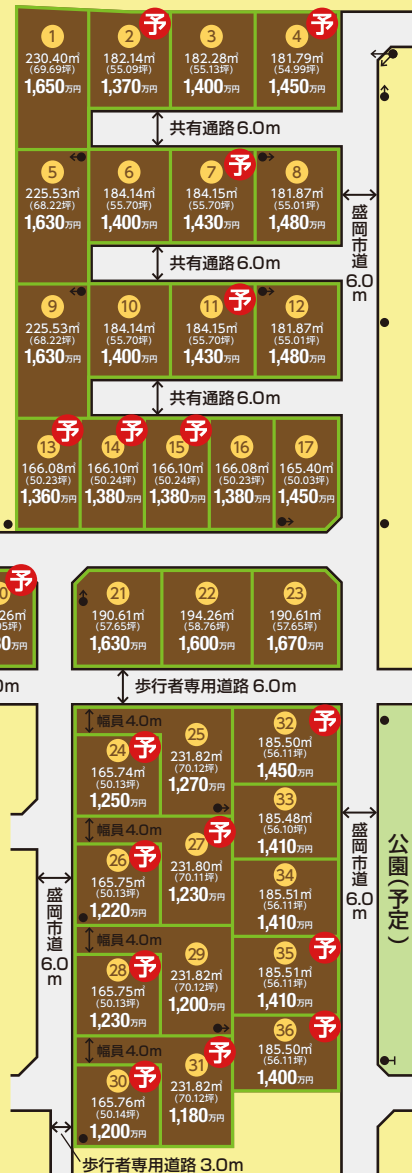 1
230.40㎡
(69.69坪)
1,650万円
2
予
182.14㎡
(55.09坪)
1,370万円
3
182.28㎡
(55.13坪)
1,400万円
4
予
181.79㎡
(54.99坪)
1,450万円
共有通路6.0m
5
225.53㎡
(68.22坪)
1,630万円
6
184.14㎡
(55.70坪)
1,400万円
7
予
184.15㎡
(55.70坪)
1,430万円
8
181.87㎡
(55.01坪)
1,480万円
盛岡市道6.0m
共有通路6.0m
9
225.53㎡
(68.22坪)
1,630万円
10
184.14㎡
(55.70坪)
1,400万円
11
予
184.15㎡
(55.70坪)
1,430万円
12
181.87㎡
(55.01坪)
1,480万円
共有通路6.0m
13
予
166.08㎡
(50.23坪)
1,360万円
14
予
166.10㎡
(50.24坪)
1,380万円
15
予
166.10㎡
(50.24坪)
1,380万円
16
166.08㎡
(50.23坪)
1,380万円
17
165.40㎡
(50.03坪)
1,450万円
0
予
.26㎡
05坪)
30万円
21
190.61㎡
(57.65坪)
1,630万円
22
194.26㎡
(58.76坪)
1,600万円
23
190.61㎡
(57.65坪)
1,670万円
0m
歩行者専用道路6.0m
幅員4.0m
24
予
165.74㎡
(50.13坪)
1,250万円
25
231.82㎡
(70.12坪)
1,270万円
32
予
185.50㎡
(56.11坪)
1,450万円
幅員4.0m
26
予
165.75㎡
(50.13坪)
1,220万円
27
予
231.80㎡
(70.11坪)
1,230万円
33
185.48㎡
(56.10坪)
1,410万円
34
185.51㎡
(56.11坪)
1,410万円
盛岡市道6.0m
公園(予定)
盛岡市道6.0m
幅員4.0m
28
予
165.75㎡
(50.13坪)
1,230万円
29
231.82㎡
(70.12坪)
1,200万円
35
予
185.51㎡
(56.11坪)
1,410万円
幅員4.0m
30
予
165.76㎡
(50.14坪)
1,200万円
31
予
231.82㎡
(70.12坪)
1,180万円
36
予
185.50㎡
(56.11坪)
1,400万円
歩行者専用道路3.0m